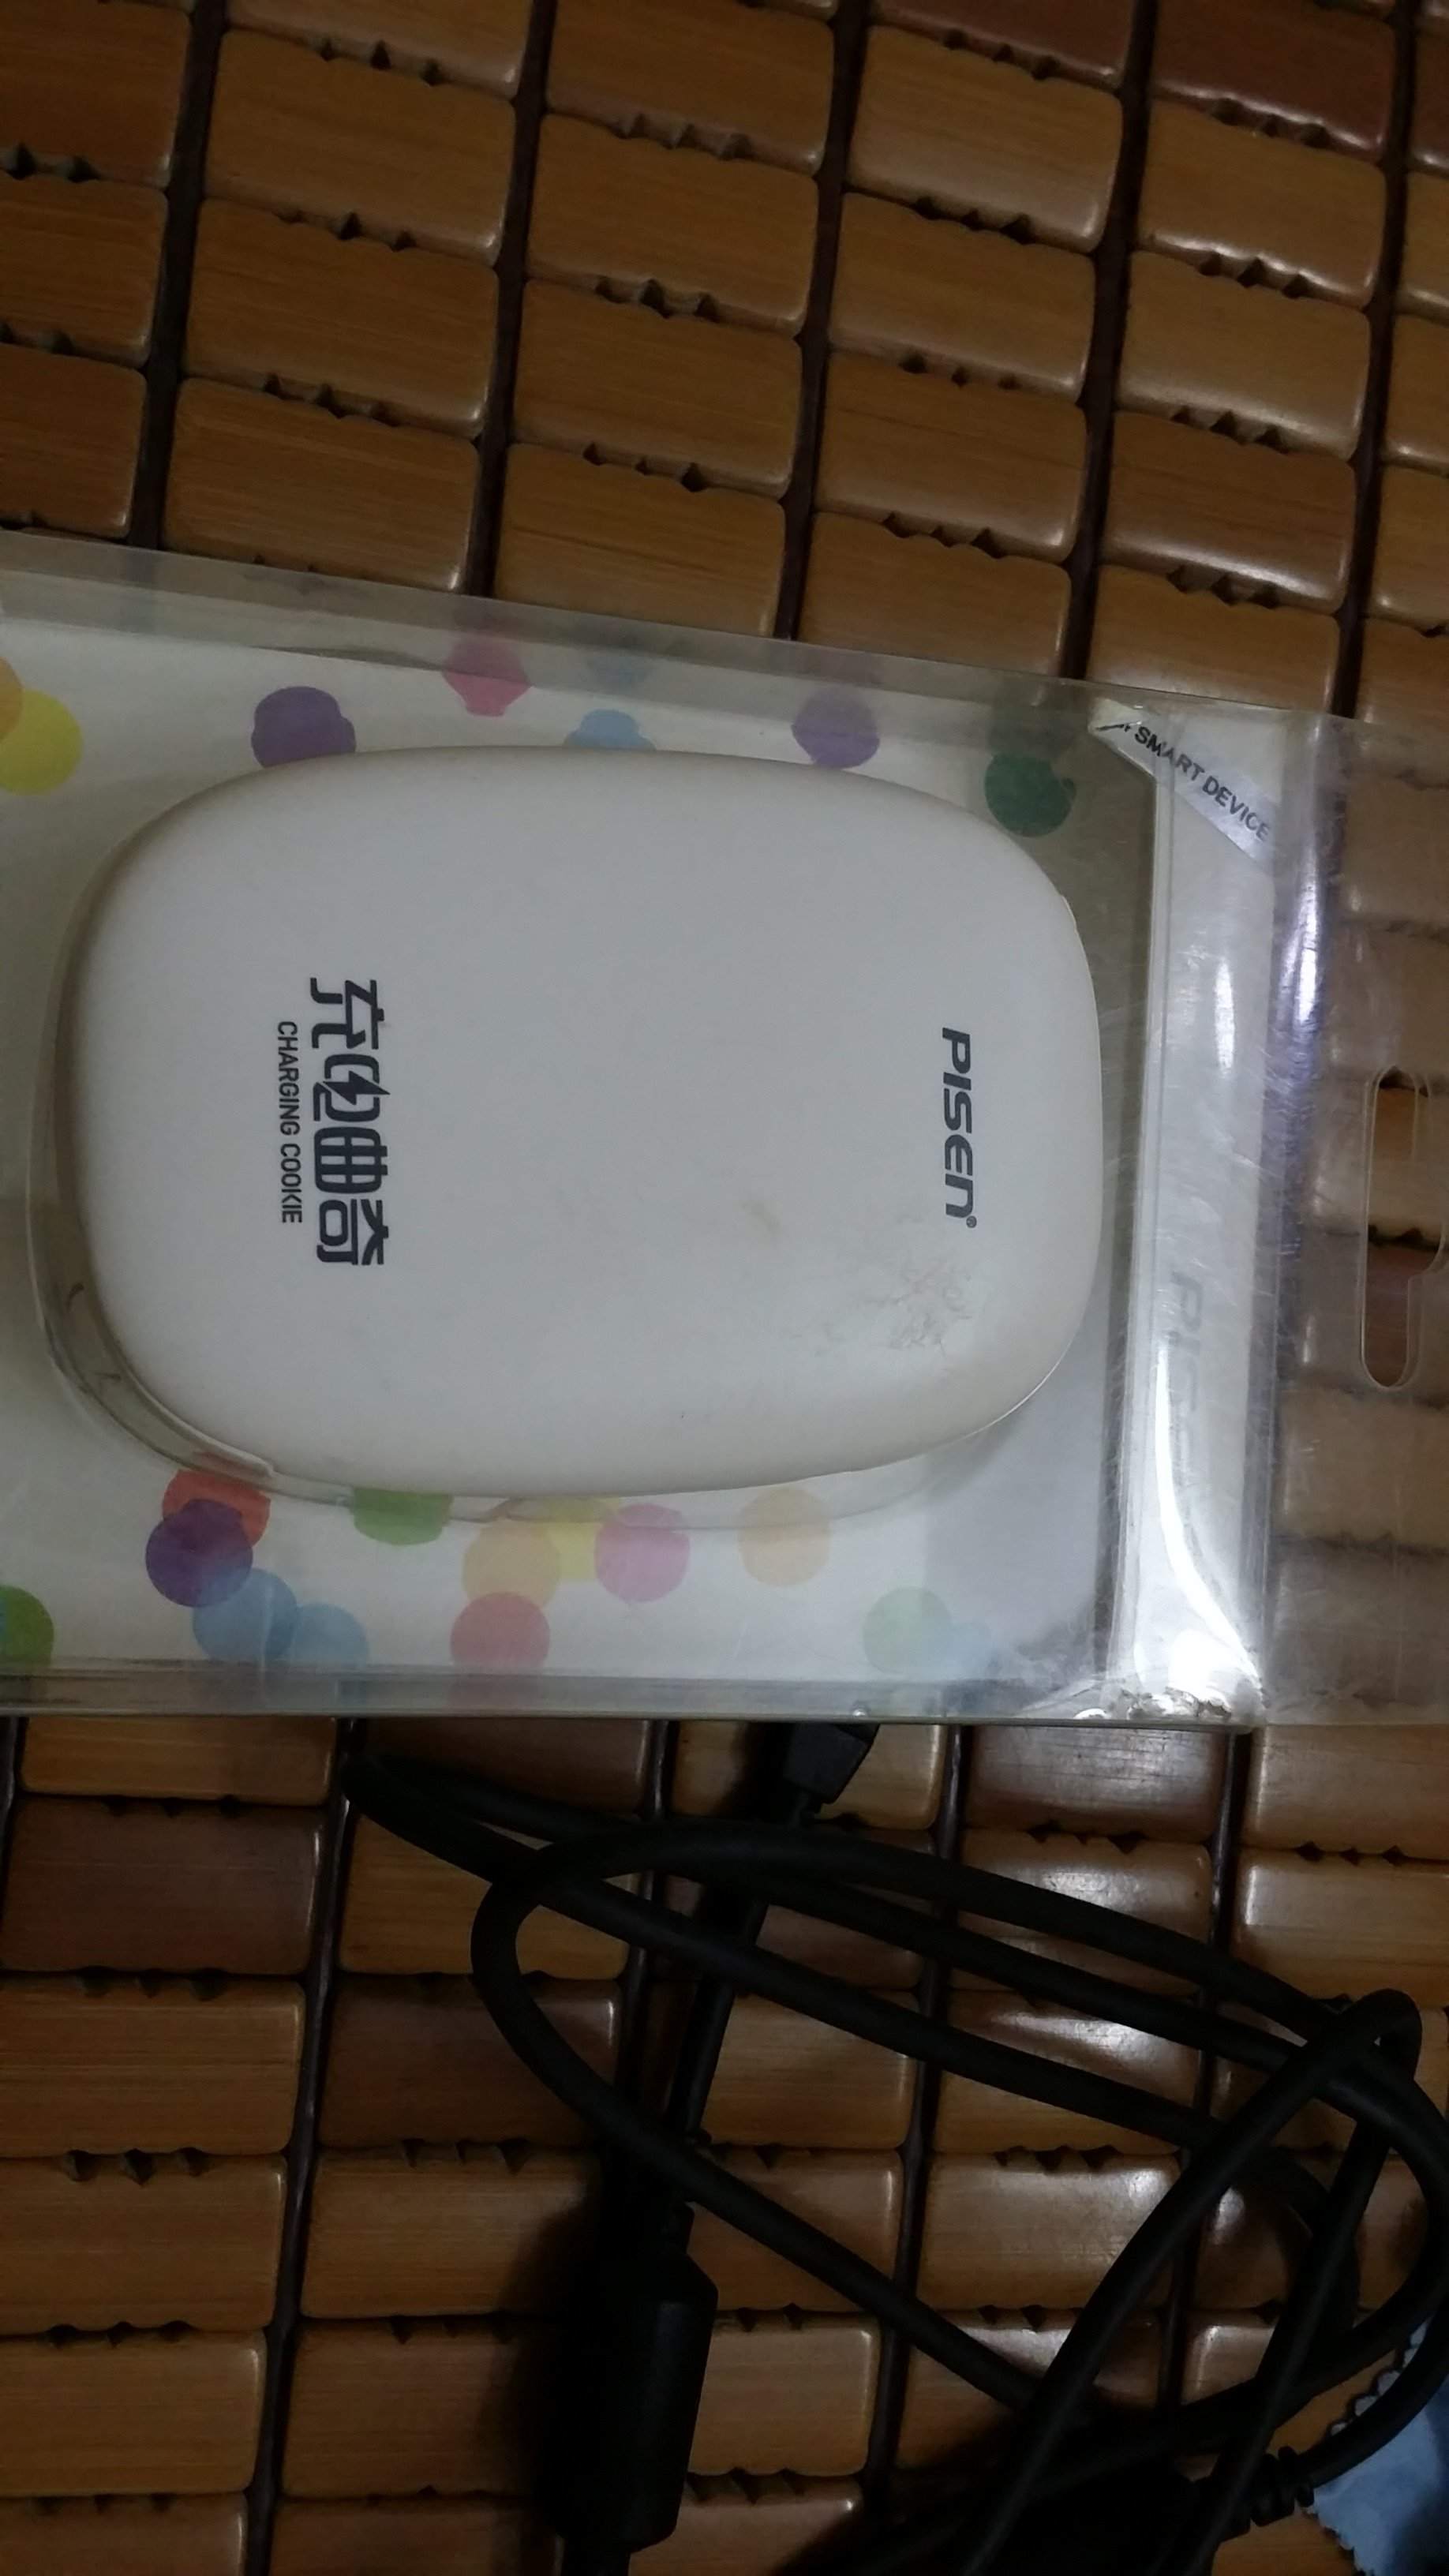 SMART DEVICE
PISEN®
充电曲奇
CHARGING COOKIE